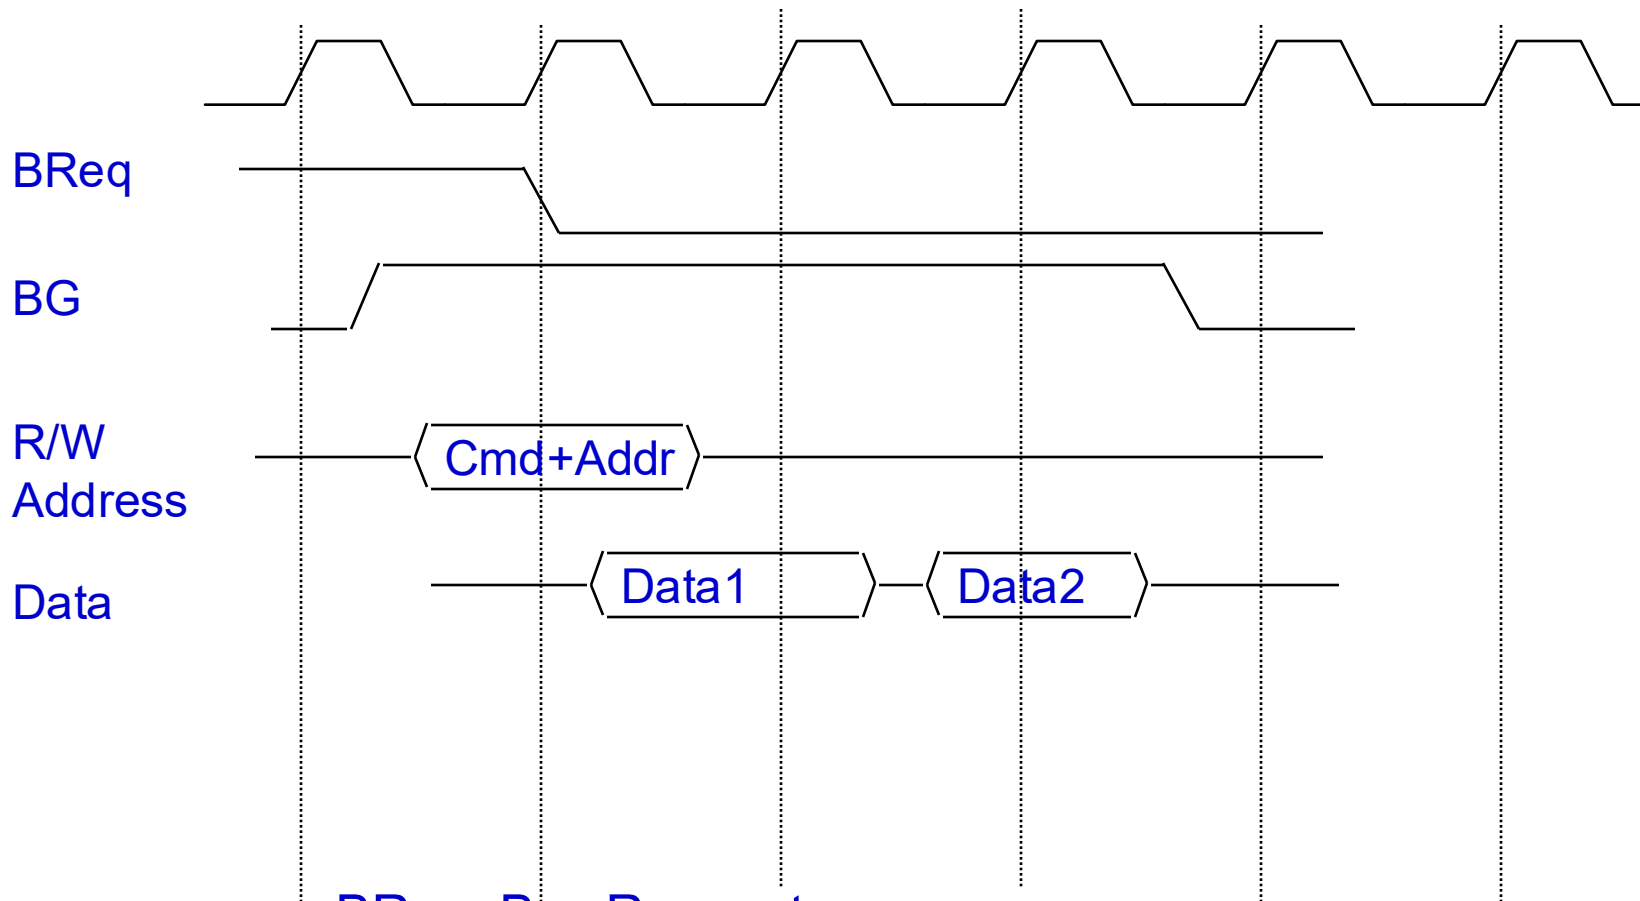 BReq
BG
R/W
Address
Cmd+Addr
Data
Data1
Data2